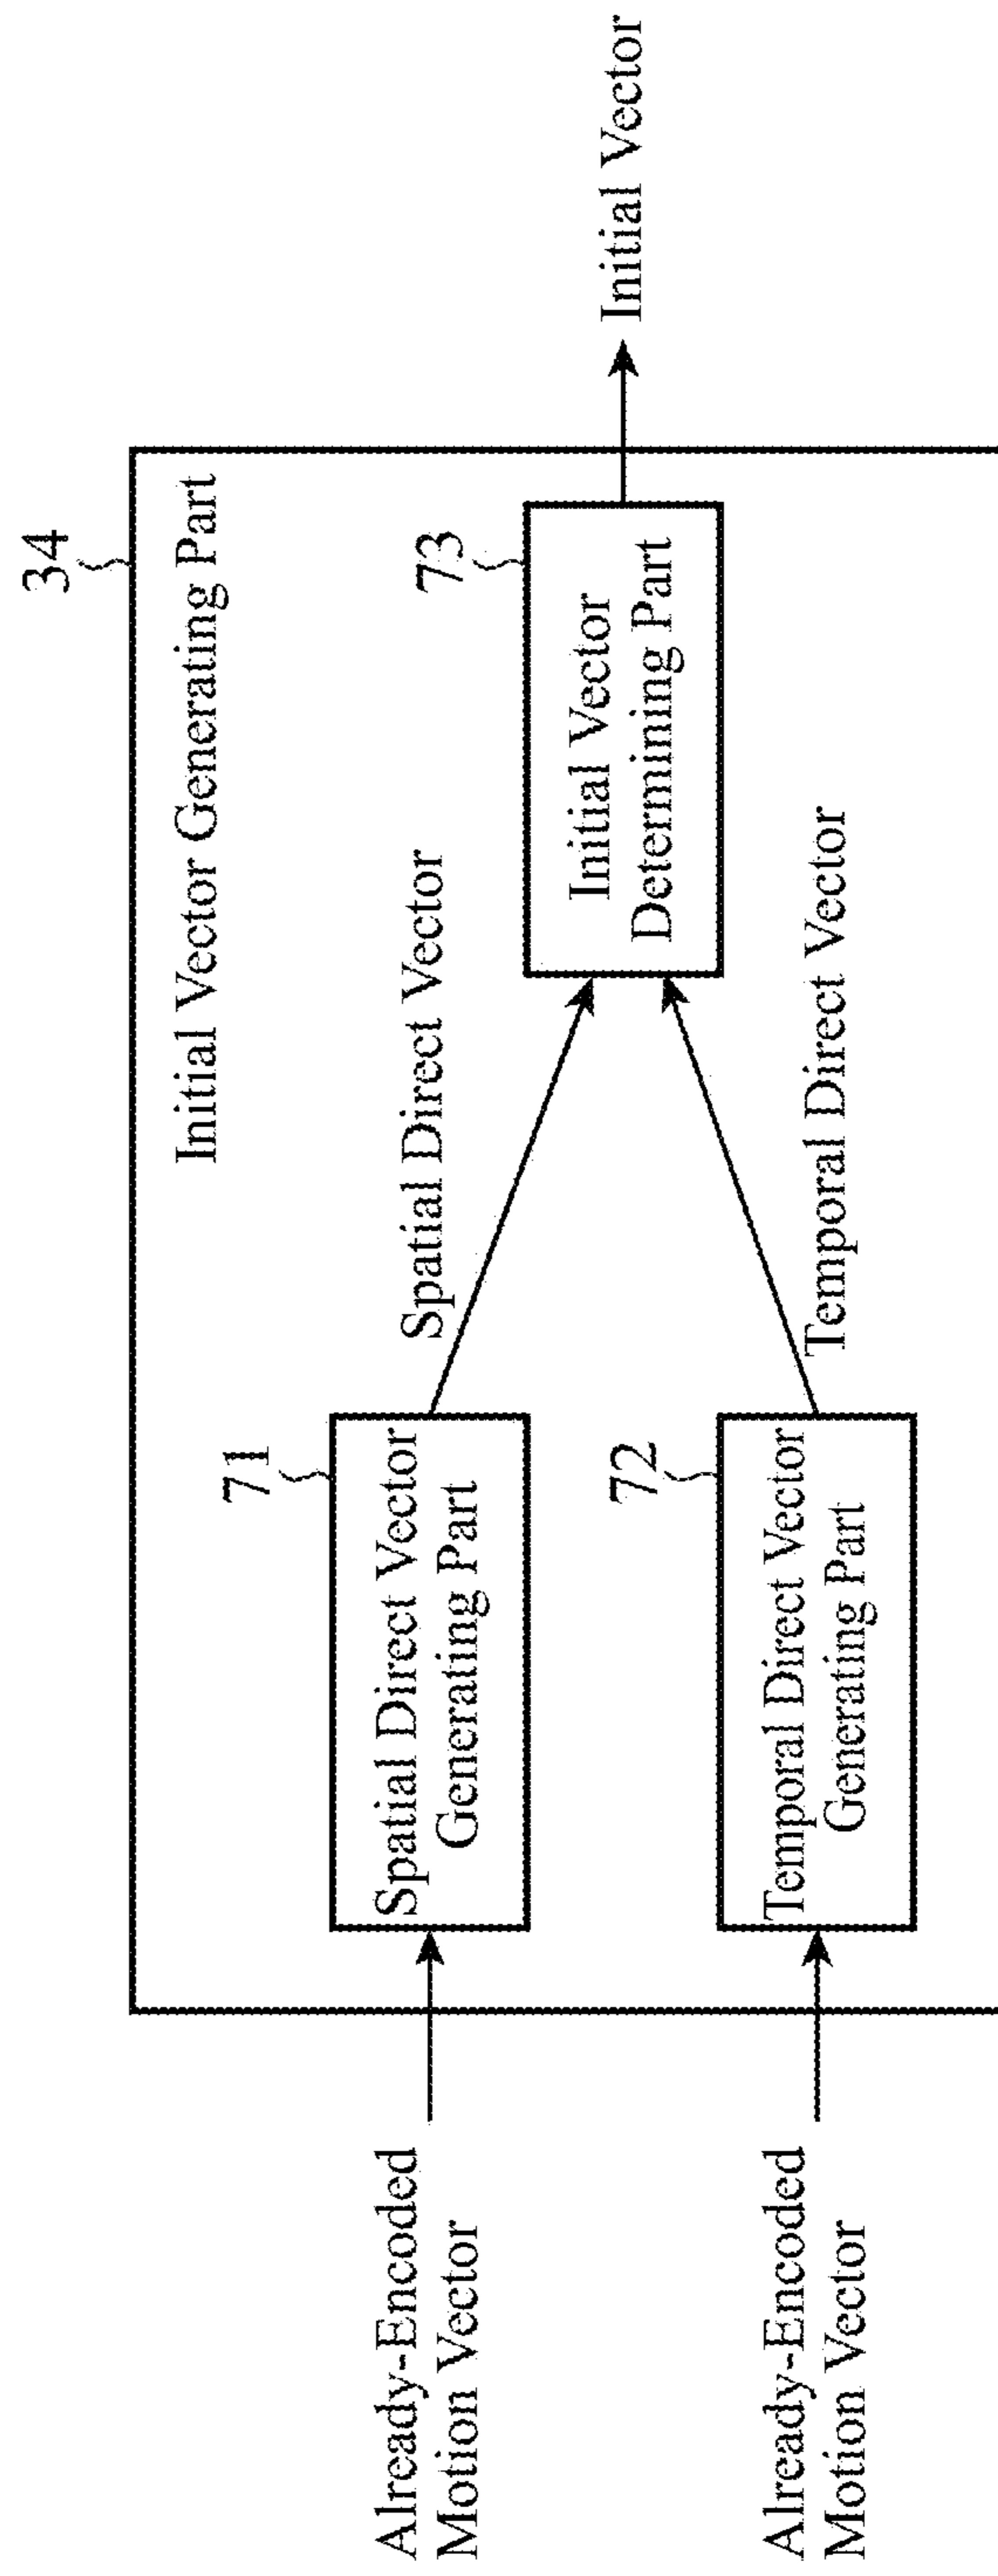 34
Initial Vector Generating Part
Already-Encoded
Motion Vector
71
Spatial Direct Vector
Generating Part
Spatial Direct Vector
73
Initial Vector
Determining Part
Initial Vector
Already-Encoded
Motion Vector
72
Temporal Direct Vector
Generating Part
Temporal Direct Vector